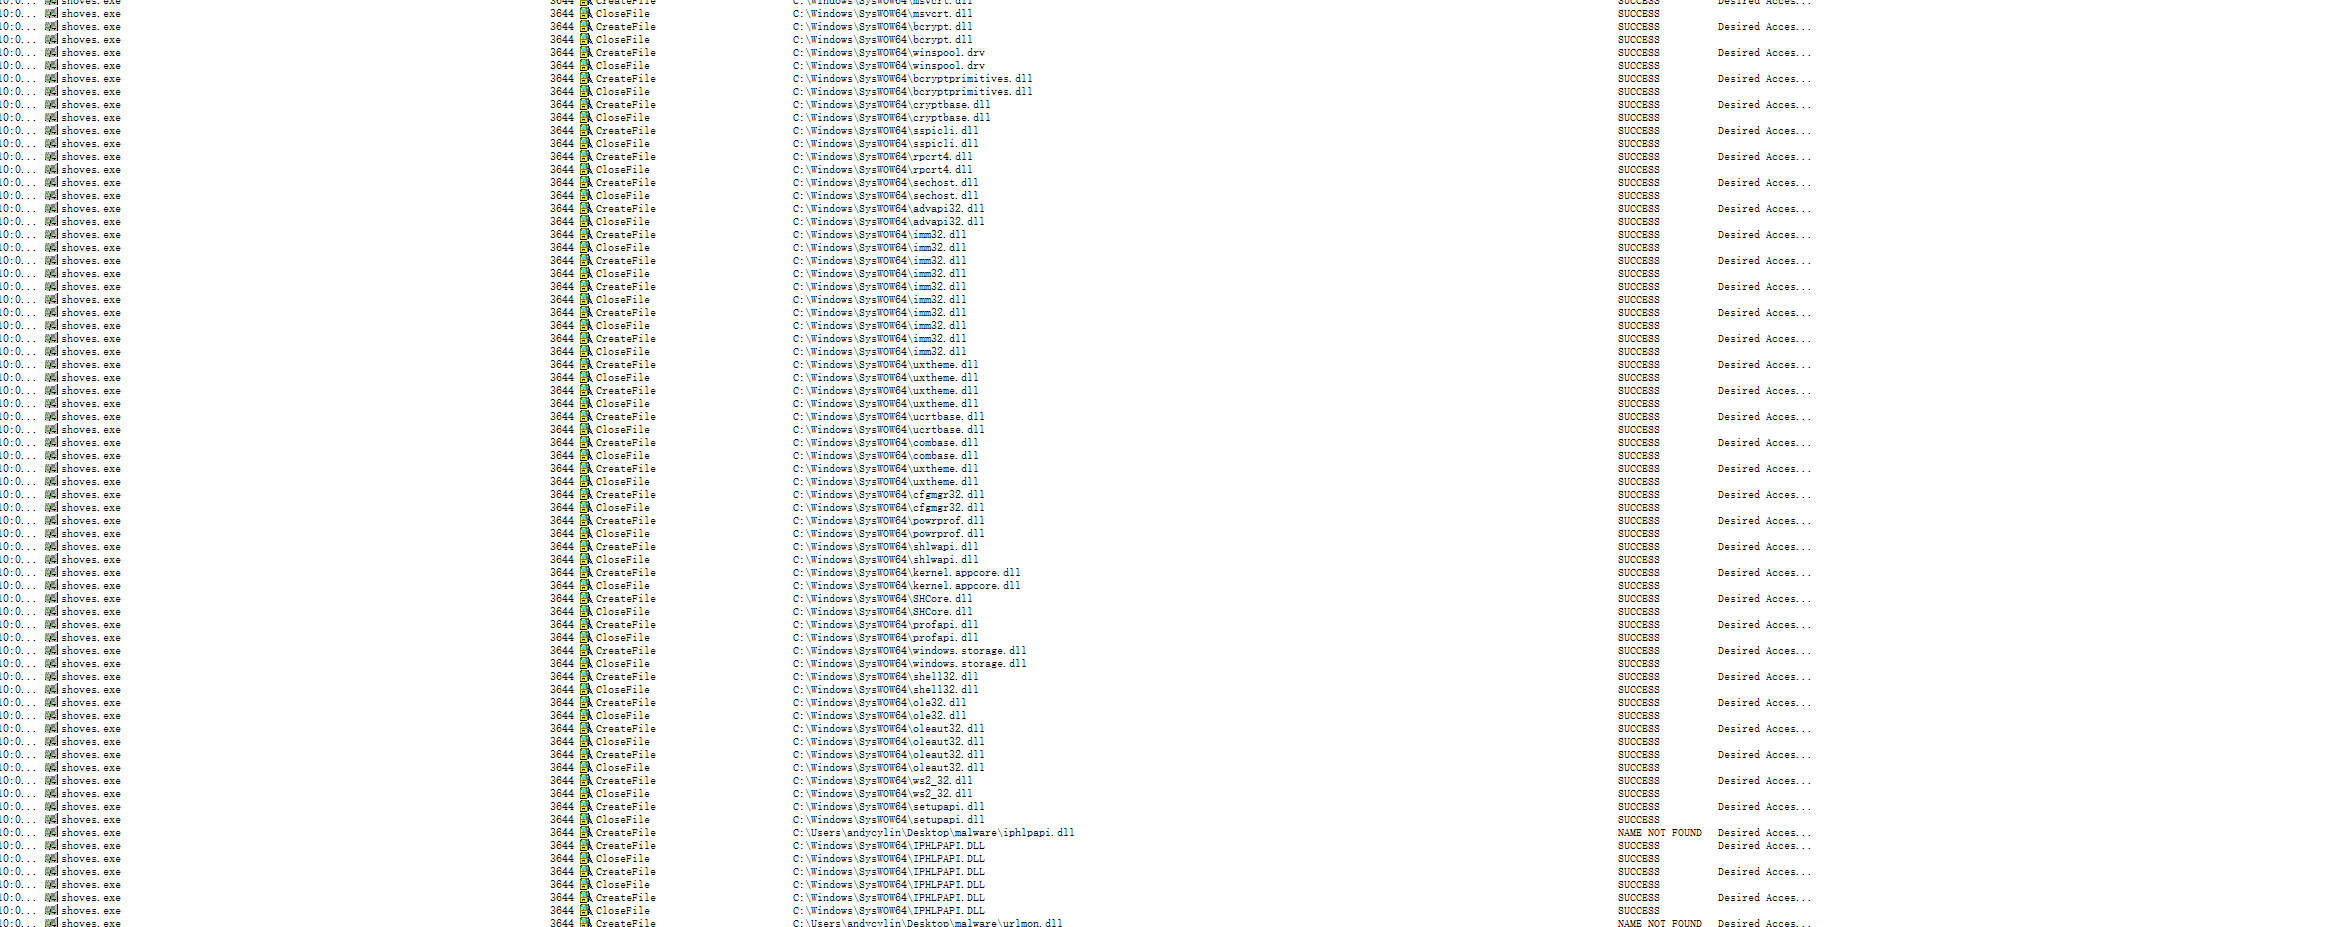 10:0... shoves.exe 3644 CreateFile C:\Windows\SysWOW64\msvcrt.dll SUCCESS Desired Acces...
10:0... shoves.exe 3644 CloseFile C:\Windows\SysWOW64\msvcrt.dll SUCCESS
10:0... shoves.exe 3644 CreateFile C:\Windows\SysWOW64\bcrypt.dll SUCCESS Desired Acces...
10:0... shoves.exe 3644 CloseFile C:\Windows\SysWOW64\bcrypt.dll SUCCESS
10:0... shoves.exe 3644 CreateFile C:\Windows\SysWOW64\winspool.drv SUCCESS Desired Acces...
10:0... shoves.exe 3644 CloseFile C:\Windows\SysWOW64\winspool.drv SUCCESS
10:0... shoves.exe 3644 CreateFile C:\Windows\SysWOW64\bcryptprimitives.dll SUCCESS Desired Acces...
10:0... shoves.exe 3644 CloseFile C:\Windows\SysWOW64\bcryptprimitives.dll SUCCESS
10:0... shoves.exe 3644 CreateFile C:\Windows\SysWOW64\cryptbase.dll SUCCESS Desired Acces...
10:0... shoves.exe 3644 CloseFile C:\Windows\SysWOW64\cryptbase.dll SUCCESS
10:0... shoves.exe 3644 CreateFile C:\Windows\SysWOW64\sspicli.dll SUCCESS Desired Acces...
10:0... shoves.exe 3644 CloseFile C:\Windows\SysWOW64\sspicli.dll SUCCESS
10:0... shoves.exe 3644 CreateFile C:\Windows\SysWOW64\rpcrt4.dll SUCCESS Desired Acces...
10:0... shoves.exe 3644 CloseFile C:\Windows\SysWOW64\rpcrt4.dll SUCCESS
10:0... shoves.exe 3644 CreateFile C:\Windows\SysWOW64\sechost.dll SUCCESS Desired Acces...
10:0... shoves.exe 3644 CloseFile C:\Windows\SysWOW64\sechost.dll SUCCESS
10:0... shoves.exe 3644 CreateFile C:\Windows\SysWOW64\advapi32.dll SUCCESS Desired Acces...
10:0... shoves.exe 3644 CloseFile C:\Windows\SysWOW64\advapi32.dll SUCCESS
10:0... shoves.exe 3644 CreateFile C:\Windows\SysWOW64\imm32.dll SUCCESS Desired Acces...
10:0... shoves.exe 3644 CloseFile C:\Windows\SysWOW64\imm32.dll SUCCESS
10:0... shoves.exe 3644 CreateFile C:\Windows\SysWOW64\imm32.dll SUCCESS Desired Acces...
10:0... shoves.exe 3644 CloseFile C:\Windows\SysWOW64\imm32.dll SUCCESS
10:0... shoves.exe 3644 CreateFile C:\Windows\SysWOW64\imm32.dll SUCCESS Desired Acces...
10:0... shoves.exe 3644 CloseFile C:\Windows\SysWOW64\imm32.dll SUCCESS
10:0... shoves.exe 3644 CreateFile C:\Windows\SysWOW64\imm32.dll SUCCESS Desired Acces...
10:0... shoves.exe 3644 CloseFile C:\Windows\SysWOW64\imm32.dll SUCCESS
10:0... shoves.exe 3644 CreateFile C:\Windows\SysWOW64\imm32.dll SUCCESS Desired Acces...
10:0... shoves.exe 3644 CloseFile C:\Windows\SysWOW64\imm32.dll SUCCESS
10:0... shoves.exe 3644 CreateFile C:\Windows\SysWOW64\uxtheme.dll SUCCESS Desired Acces...
10:0... shoves.exe 3644 CloseFile C:\Windows\SysWOW64\uxtheme.dll SUCCESS
10:0... shoves.exe 3644 CreateFile C:\Windows\SysWOW64\uxtheme.dll SUCCESS Desired Acces...
10:0... shoves.exe 3644 CloseFile C:\Windows\SysWOW64\uxtheme.dll SUCCESS
10:0... shoves.exe 3644 CreateFile C:\Windows\SysWOW64\ucrtbase.dll SUCCESS Desired Acces...
10:0... shoves.exe 3644 CloseFile C:\Windows\SysWOW64\ucrtbase.dll SUCCESS
10:0... shoves.exe 3644 CreateFile C:\Windows\SysWOW64\combase.dll SUCCESS Desired Acces...
10:0... shoves.exe 3644 CloseFile C:\Windows\SysWOW64\combase.dll SUCCESS
10:0... shoves.exe 3644 CreateFile C:\Windows\SysWOW64\uxtheme.dll SUCCESS Desired Acces...
10:0... shoves.exe 3644 CloseFile C:\Windows\SysWOW64\uxtheme.dll SUCCESS
10:0... shoves.exe 3644 CreateFile C:\Windows\SysWOW64\cfgmgr32.dll SUCCESS Desired Acces...
10:0... shoves.exe 3644 CloseFile C:\Windows\SysWOW64\cfgmgr32.dll SUCCESS
10:0... shoves.exe 3644 CreateFile C:\Windows\SysWOW64\powrprof.dll SUCCESS Desired Acces...
10:0... shoves.exe 3644 CloseFile C:\Windows\SysWOW64\powrprof.dll SUCCESS
10:0... shoves.exe 3644 CreateFile C:\Windows\SysWOW64\shlwapi.dll SUCCESS Desired Acces...
10:0... shoves.exe 3644 CloseFile C:\Windows\SysWOW64\shlwapi.dll SUCCESS
10:0... shoves.exe 3644 CreateFile C:\Windows\SysWOW64\kernel.appcore.dll SUCCESS Desired Acces...
10:0... shoves.exe 3644 CloseFile C:\Windows\SysWOW64\kernel.appcore.dll SUCCESS
10:0... shoves.exe 3644 CreateFile C:\Windows\SysWOW64\SHCore.dll SUCCESS Desired Acces...
10:0... shoves.exe 3644 CloseFile C:\Windows\SysWOW64\SHCore.dll SUCCESS
10:0... shoves.exe 3644 CreateFile C:\Windows\SysWOW64\profapi.dll SUCCESS Desired Acces...
10:0... shoves.exe 3644 CloseFile C:\Windows\SysWOW64\profapi.dll SUCCESS
10:0... shoves.exe 3644 CreateFile C:\Windows\SysWOW64\windows.storage.dll SUCCESS Desired Acces...
10:0... shoves.exe 3644 CloseFile C:\Windows\SysWOW64\windows.storage.dll SUCCESS
10:0... shoves.exe 3644 CreateFile C:\Windows\SysWOW64\shell32.dll SUCCESS Desired Acces...
10:0... shoves.exe 3644 CloseFile C:\Windows\SysWOW64\shell32.dll SUCCESS
10:0... shoves.exe 3644 CreateFile C:\Windows\SysWOW64\ole32.dll SUCCESS Desired Acces...
10:0... shoves.exe 3644 CloseFile C:\Windows\SysWOW64\ole32.dll SUCCESS
10:0... shoves.exe 3644 CreateFile C:\Windows\SysWOW64\oleaut32.dll SUCCESS Desired Acces...
10:0... shoves.exe 3644 CloseFile C:\Windows\SysWOW64\oleaut32.dll SUCCESS
10:0... shoves.exe 3644 CreateFile C:\Windows\SysWOW64\oleaut32.dll SUCCESS Desired Acces...
10:0... shoves.exe 3644 CloseFile C:\Windows\SysWOW64\oleaut32.dll SUCCESS
10:0... shoves.exe 3644 CreateFile C:\Windows\SysWOW64\ws2_32.dll SUCCESS Desired Acces...
10:0... shoves.exe 3644 CloseFile C:\Windows\SysWOW64\ws2_32.dll SUCCESS
10:0... shoves.exe 3644 CreateFile C:\Windows\SysWOW64\setupapi.dll SUCCESS Desired Acces...
10:0... shoves.exe 3644 CloseFile C:\Windows\SysWOW64\setupapi.dll SUCCESS
10:0... shoves.exe 3644 CreateFile C:\Users\andycylin\Desktop\malware\iphlpapi.dll NAME NOT FOUND Desired Acces...
10:0... shoves.exe 3644 CreateFile C:\Windows\SysWOW64\IPHLPAPI.DLL SUCCESS Desired Acces...
10:0... shoves.exe 3644 CloseFile C:\Windows\SysWOW64\IPHLPAPI.DLL SUCCESS
10:0... shoves.exe 3644 CreateFile C:\Windows\SysWOW64\IPHLPAPI.DLL SUCCESS Desired Acces...
10:0... shoves.exe 3644 CloseFile C:\Windows\SysWOW64\IPHLPAPI.DLL SUCCESS
10:0... shoves.exe 3644 CreateFile C:\Windows\SysWOW64\IPHLPAPI.DLL SUCCESS Desired Acces...
10:0... shoves.exe 3644 CloseFile C:\Windows\SysWOW64\IPHLPAPI.DLL SUCCESS
10:0... shoves.exe 3644 CreateFile C:\Users\andycylin\Desktop\malware\urlmon.dll NAME NOT FOUND Desired Acces...